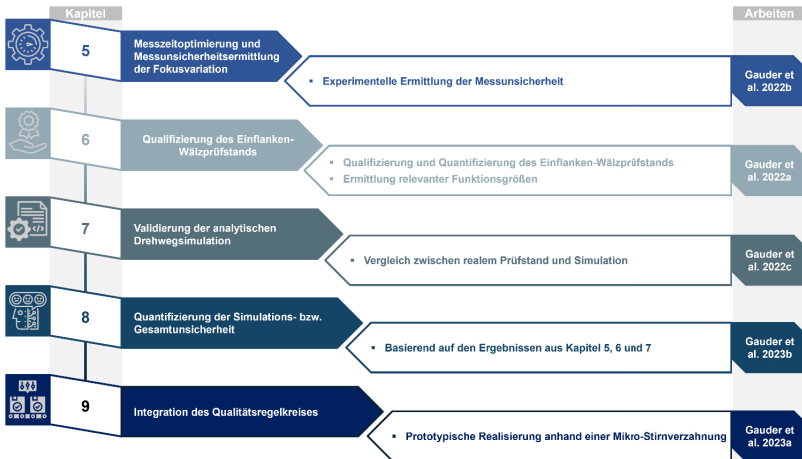 Kapitel
Arbeiten
5
Messzeitoptimierung und
Messunsicherheitsermittlung
der Fokusvariation
▪ Experimentelle Ermittlung der Messunsicherheit
Gauder et
al. 2022b
6
Qualifizierung des Einflanken-
Wälzprüfstands
▪ Qualifizierung und Quantifizierung des Einflanken-Wälzprüfstands
▪ Ermittlung relevanter Funktionsgrößen
Gauder et
al. 2022a
7
Validierung der analytischen
Drehwegsimulation
▪ Vergleich zwischen realem Prüfstand und Simulation
Gauder et
al. 2022c
8
Quantifizierung der Simulations- bzw.
Gesamtunsicherheit
▪ Basierend auf den Ergebnissen aus Kapitel 5, 6 und 7
Gauder et
al. 2023b
9
Integration des Qualitätsregelkreises
▪ Prototypische Realisierung anhand einer Mikro-Stirnverzahnung
Gauder et
al. 2023a